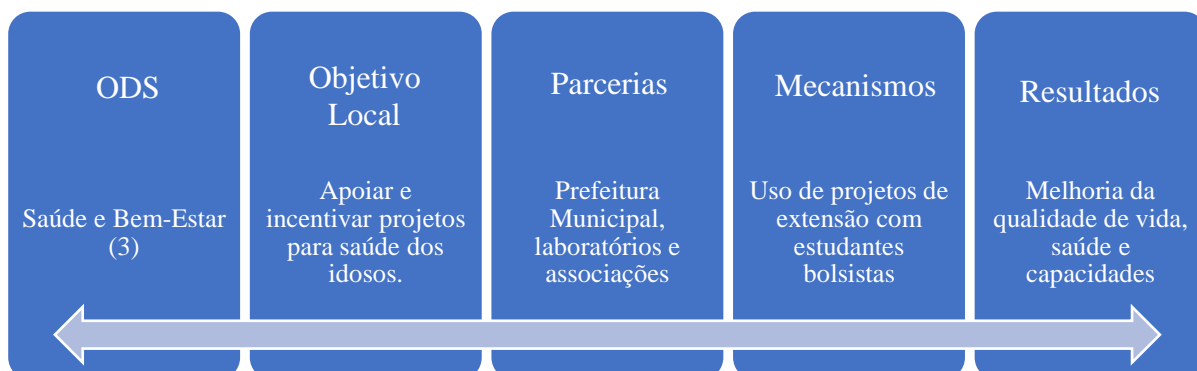 ODS
Saúde e Bem-Estar
(3)
Objetivo
Local
Apoiar e
incentivar projetos
para saúde dos
idosos.
Parcerias
Prefeitura
Municipal,
laboratórios e
associações
Mecanismos
Uso de projetos de
extensão com
estudantes
bolsistas
Resultados
Melhoria da
qualidade de vida,
saúde e
capacidades